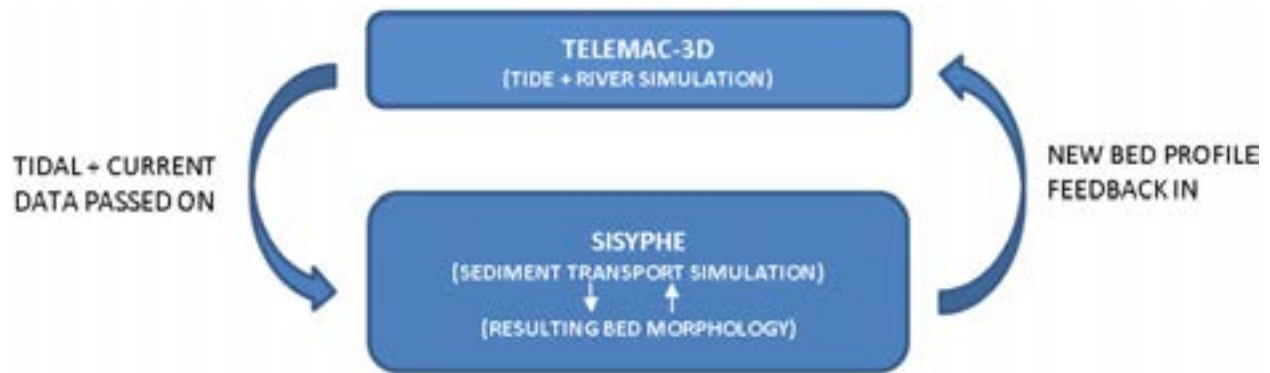 TELEMAC-3D
(TIDE + RIVER SIMULATION)
TIDAL + CURRENT
DATA PASSED ON
NEW BED PROFILE
FEEDBACK IN
SISYPHE
(SEDIMENT TRANSPORT SIMULATION)
(RESULTING BED MORPHOLOGY)